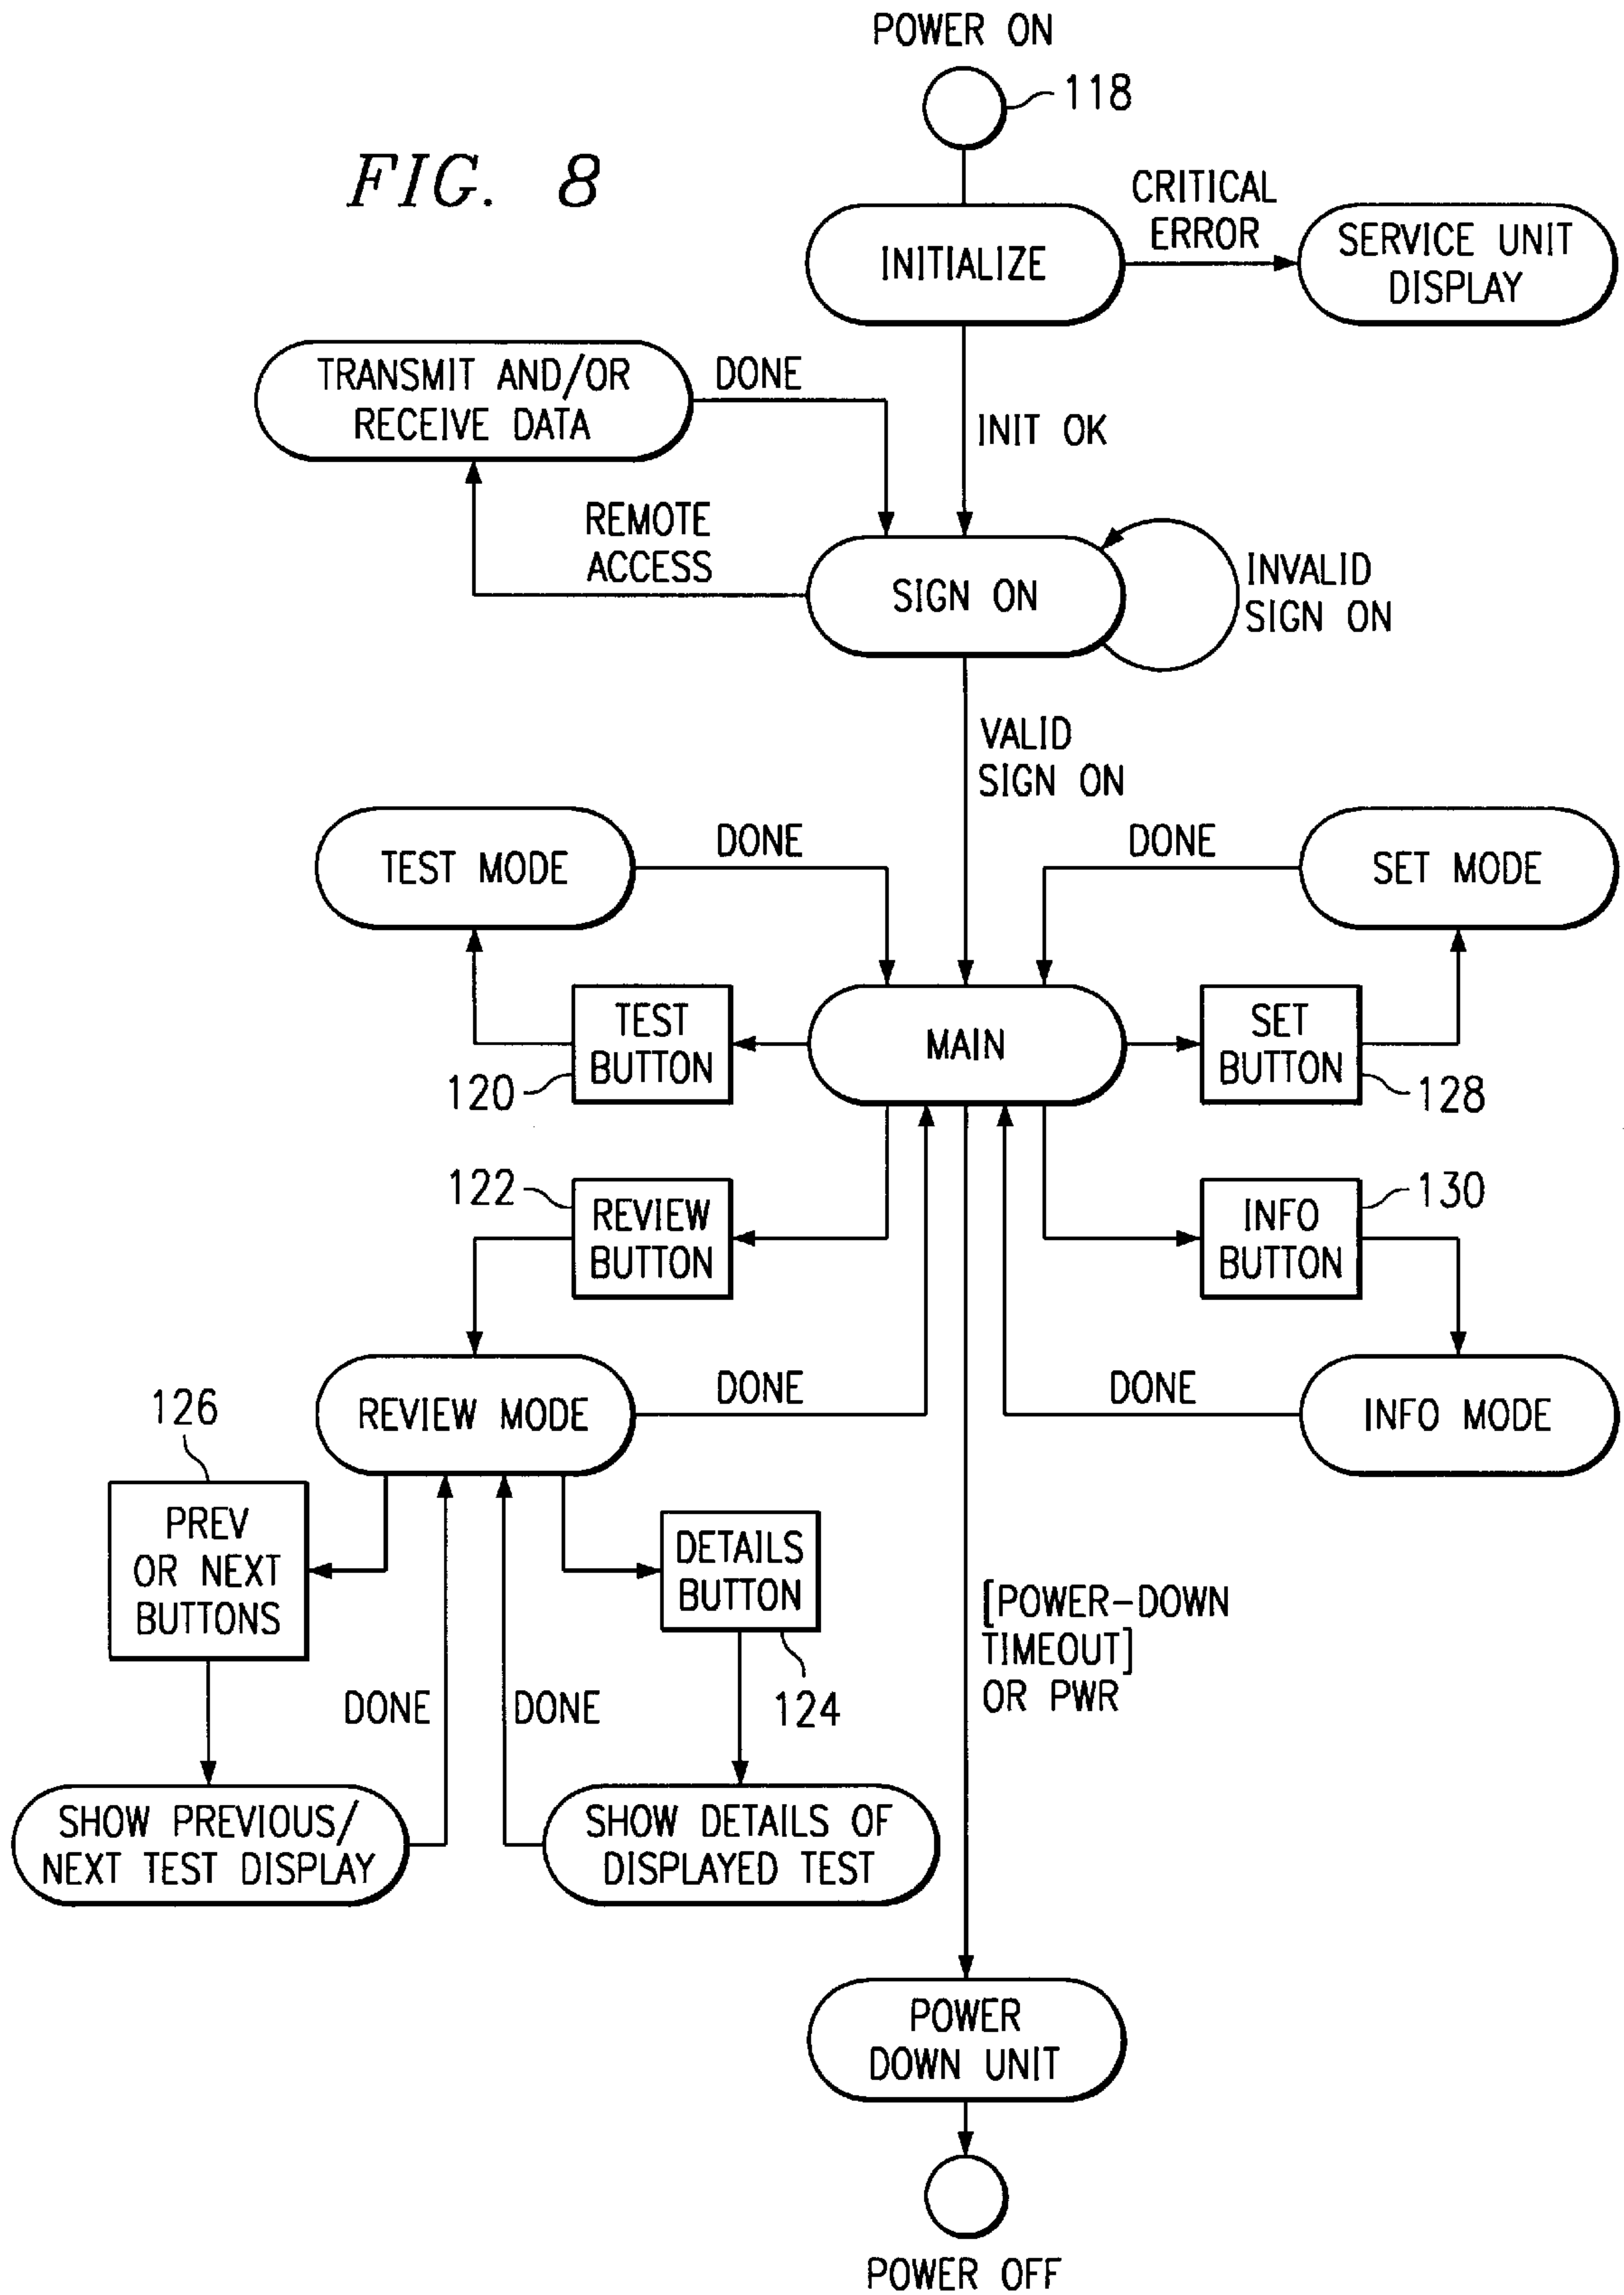 POWER ON
118
FIG. 8
CRITICAL
ERROR
INITIALIZE
SERVICE UNIT
DISPLAY
TRANSMIT AND/OR
RECEIVE DATA
DONE
INIT OK
REMOTE
ACCESS
SIGN ON
INVALID
SIGN ON
VALID
SIGN ON
TEST MODE
DONE
DONE
SET MODE
TEST
BUTTON
120
MAIN
SET
BUTTON
128
122
REVIEW
BUTTON
INFO
BUTTON
130
REVIEW MODE
DONE
DONE
INFO MODE
126
PREV
OR NEXT
BUTTONS
DETAILS
BUTTON
124
[POWER-DOWN
TIMEOUT]
OR PWR
DONE
DONE
SHOW PREVIOUS/
NEXT TEST DISPLAY
SHOW DETAILS OF
DISPLAYED TEST
POWER
DOWN UNIT
POWER OFF